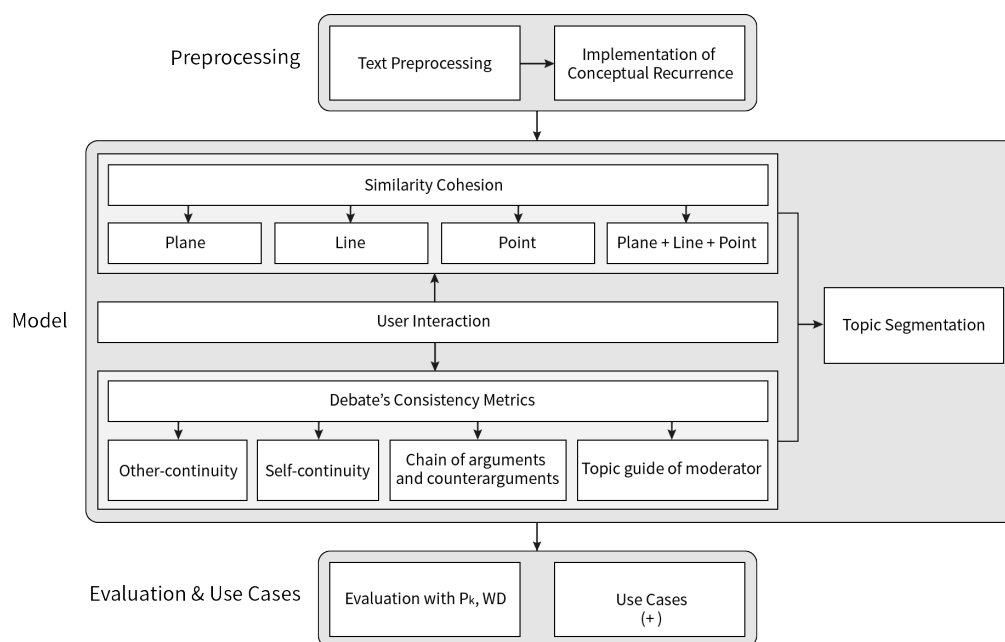 Preprocessing
Text Preprocessing
Implementation of
Conceptual Recurrence
Similarity Cohesion
Plane
Line
Point
Plane + Line + Point
Model
User Interaction
Topic Segmentation
Debate’s Consistency Metrics
Other-continuity
Self-continuity
Chain of arguments
and counterarguments
Topic guide of moderator
Evaluation & Use Cases
Evaluation with Pk, WD
Use Cases
(+ )